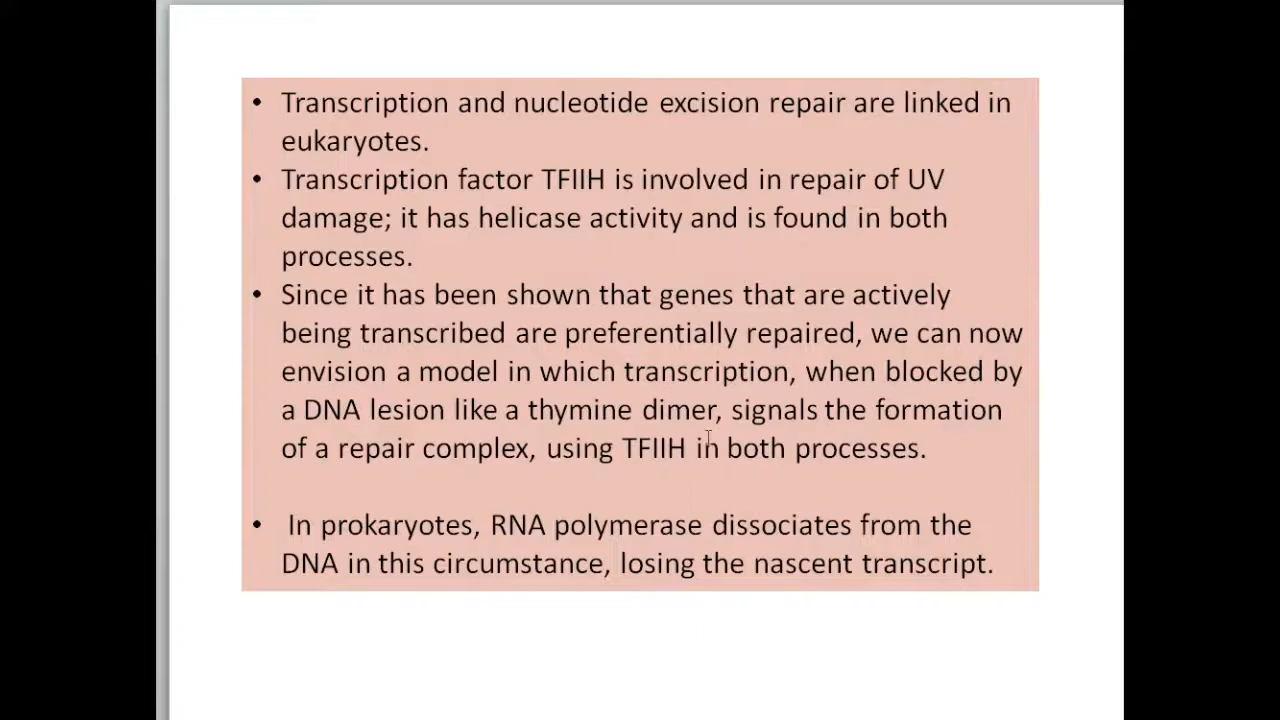 • Transcription and nucleotide excision repair are linked in
eukaryotes.
• Transcription factor TFIIH is involved in repair of UV
damage; it has helicase activity and is found in both
processes.
• Since it has been shown that genes that are actively
being transcribed are preferentially repaired, we can now
envision a model in which transcription, when blocked by
a DNA lesion like a thymine dimer, signals the formation
of a repair complex, using TFIIH in both processes.
• In prokaryotes, RNA polymerase dissociates from the
DNA in this circumstance, losing the nascent transcript.